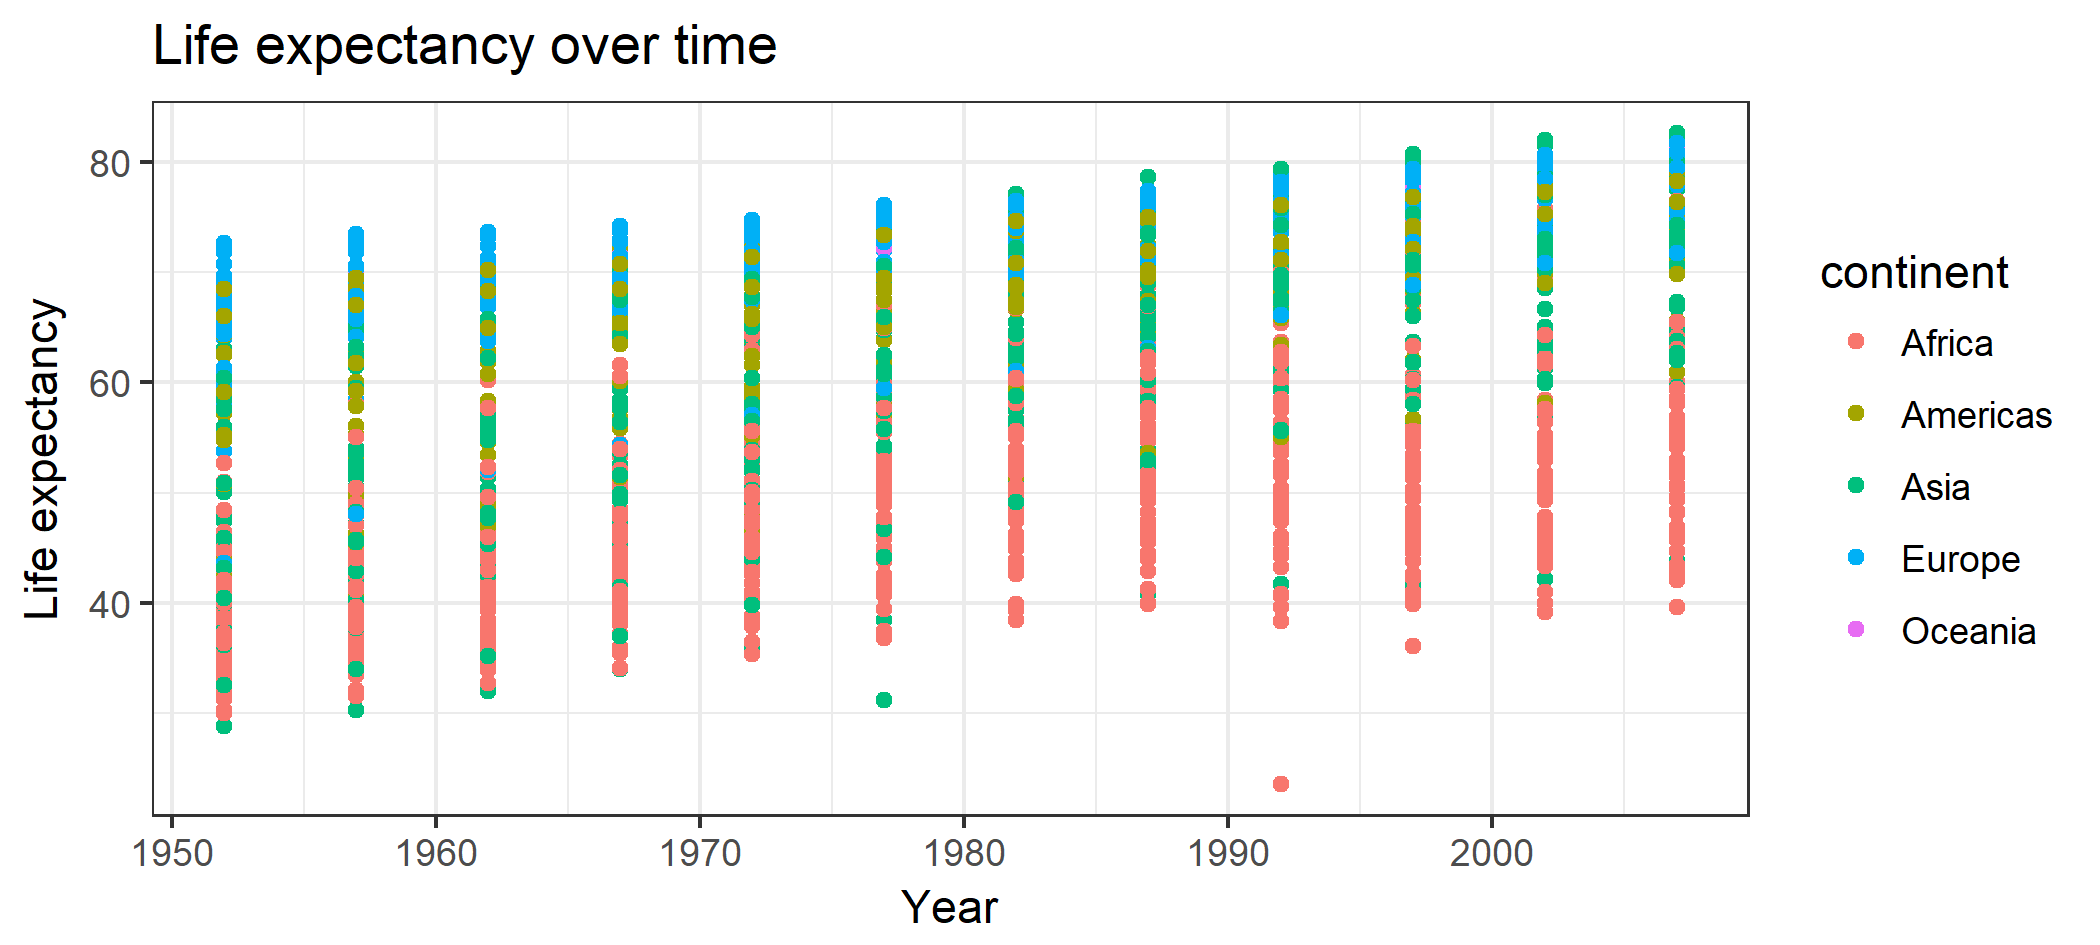 Life expectancy over time
Life expectancy
80
60
40
1950 1960 1970 1980 1990 2000
Year
continent
Africa
Americas
Asia
Europe
Oceania